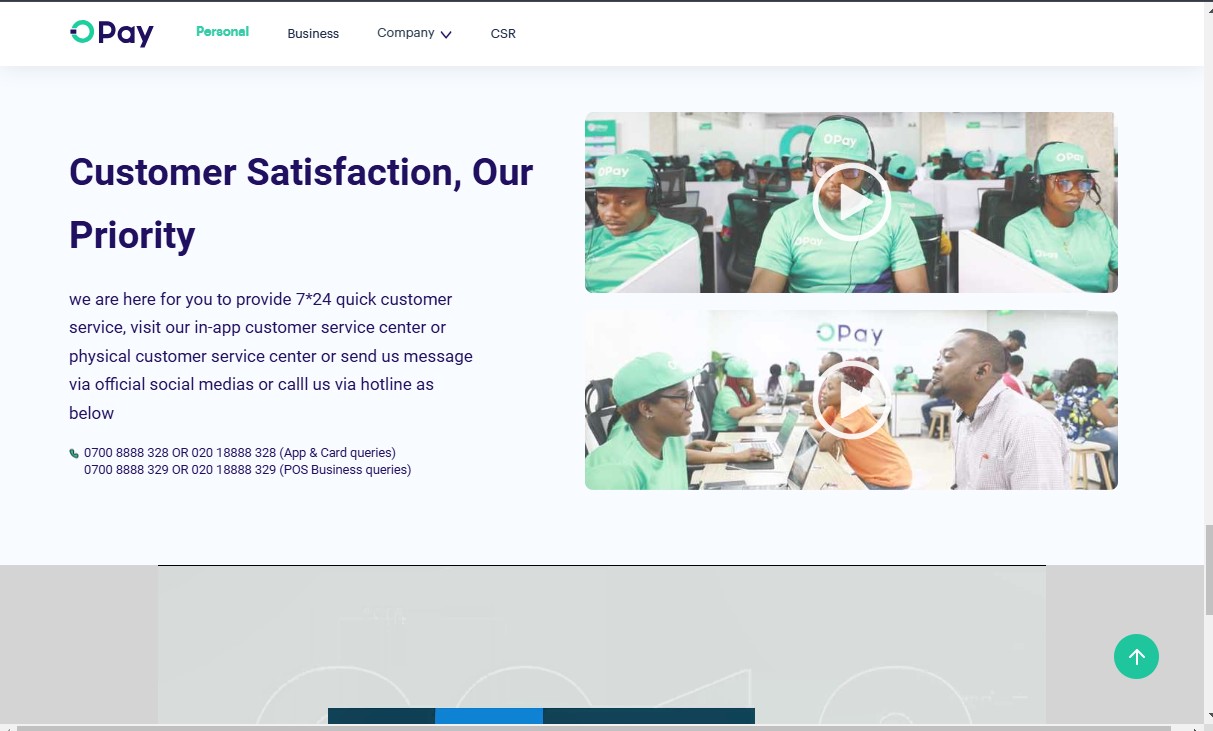 OPay
Personal
Business
Company
CSR
Customer Satisfaction, Our
Priority
we are here for you to provide 7*24 quick customer
service, visit our in-app customer service center or
physical customer service center or send us message
via official social medias or calll us via hotline as
below
0700 8888 328 OR 020 18888 328 (App & Card queries)
0700 8888 329 OR 020 18888 329 (POS Business queries)
OPay
OPay
OPay
OPay
OPay
OPay